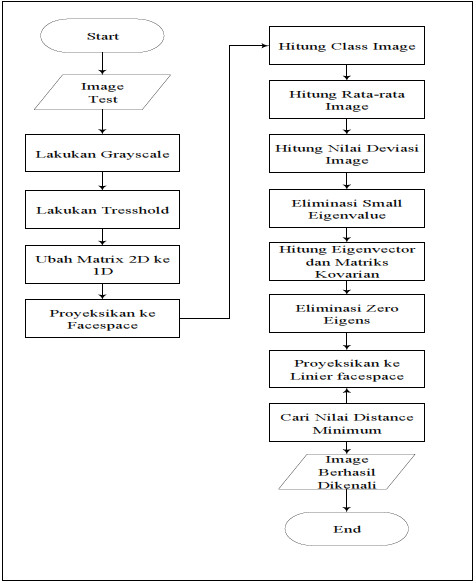 Start
Image
Test
Lakukan Grayscale
Lakukan Tresshold
Ubah Matrix 2D ke
1D
Proyeksikan ke
Facespace
Hitung Class Image
Hitung Rata-rata
Image
Hitung Nilai Deviasi
Image
Eliminasi Small
Eigenvalue
Hitung Eigenvector
dan Matriks
Kovarian
Eliminasi Zero
Eigens
Proyeksikan ke
Linier facespace
Cari Nilai Distance
Minimum
Image
Berhasil
Dikenali
End